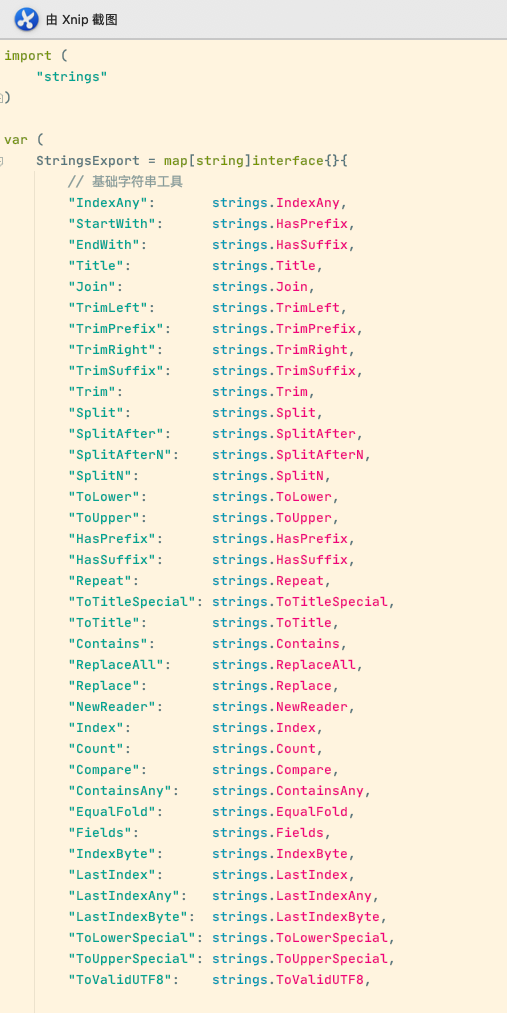 由 Xnip 截图
import (
    "strings"
)

var (
    StringsExport = map[string]interface{}{
        // 基础字符串工具
        "IndexAny":       strings.IndexAny,
        "StartWith":      strings.HasPrefix,
        "EndWith":        strings.HasSuffix,
        "Title":          strings.Title,
        "Join":           strings.Join,
        "TrimLeft":       strings.TrimLeft,
        "TrimPrefix":     strings.TrimPrefix,
        "TrimRight":      strings.TrimRight,
        "TrimSuffix":     strings.TrimSuffix,
        "Trim":           strings.Trim,
        "Split":          strings.Split,
        "SplitAfter":     strings.SplitAfter,
        "SplitAfterN":    strings.SplitAfterN,
        "SplitN":         strings.SplitN,
        "ToLower":        strings.ToLower,
        "ToUpper":        strings.ToUpper,
        "HasPrefix":      strings.HasPrefix,
        "HasSuffix":      strings.HasSuffix,
        "Repeat":         strings.Repeat,
        "ToTitleSpecial": strings.ToTitleSpecial,
        "ToTitle":        strings.ToTitle,
        "Contains":       strings.Contains,
        "ReplaceAll":     strings.ReplaceAll,
        "Replace":        strings.Replace,
        "NewReader":      strings.NewReader,
        "Index":          strings.Index,
        "Count":          strings.Count,
        "Compare":        strings.Compare,
        "ContainsAny":    strings.ContainsAny,
        "EqualFold":      strings.EqualFold,
        "Fields":         strings.Fields,
        "IndexByte":      strings.IndexByte,
        "LastIndex":      strings.LastIndex,
        "LastIndexAny":   strings.LastIndexAny,
        "LastIndexByte":  strings.LastIndexByte,
        "ToLowerSpecial": strings.ToLowerSpecial,
        "ToUpperSpecial": strings.ToUpperSpecial,
        "ToValidUTF8":    strings.ToValidUTF8,